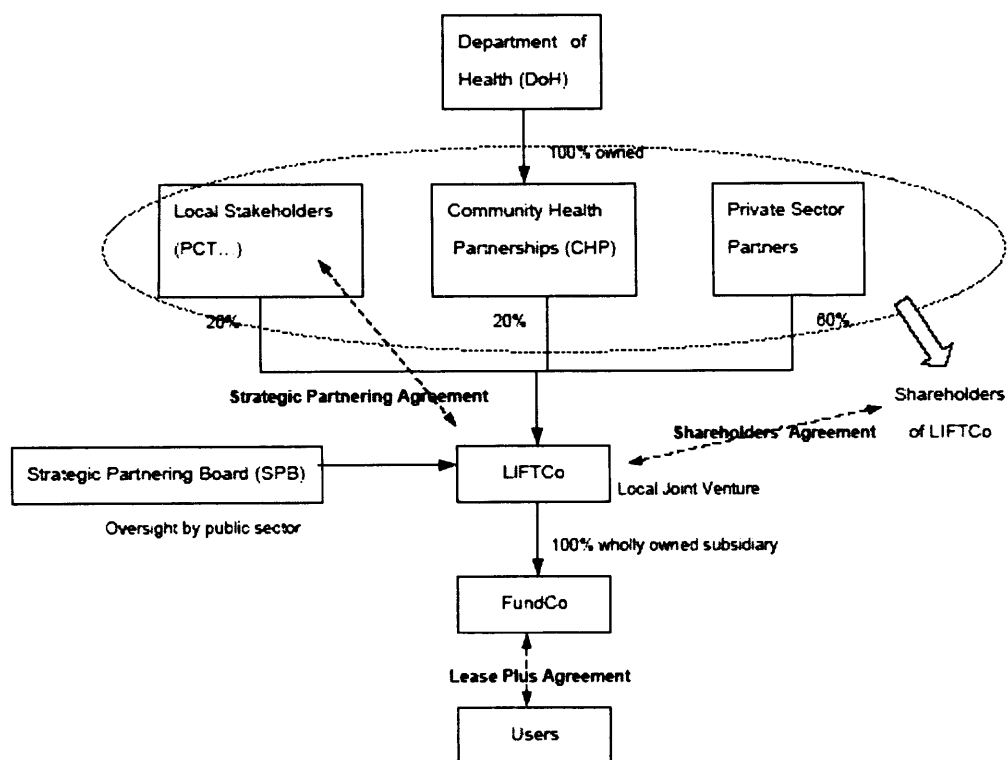 Department of
Health (DoH)
100% owned
Local Stakeholders
(PCT...)
Community Health
Partnerships (CHP)
Private Sector
Partners
20%
20%
60%
Strategic Partnering Agreement
Shareholders
of LIFTCo
Shareholders' Agreement
Strategic Partnering Board (SPB)
LIFTCo
Local Joint Venture
Oversight by public sector
100% wholly owned subsidiary
FundCo
Lease Plus Agreement
Users